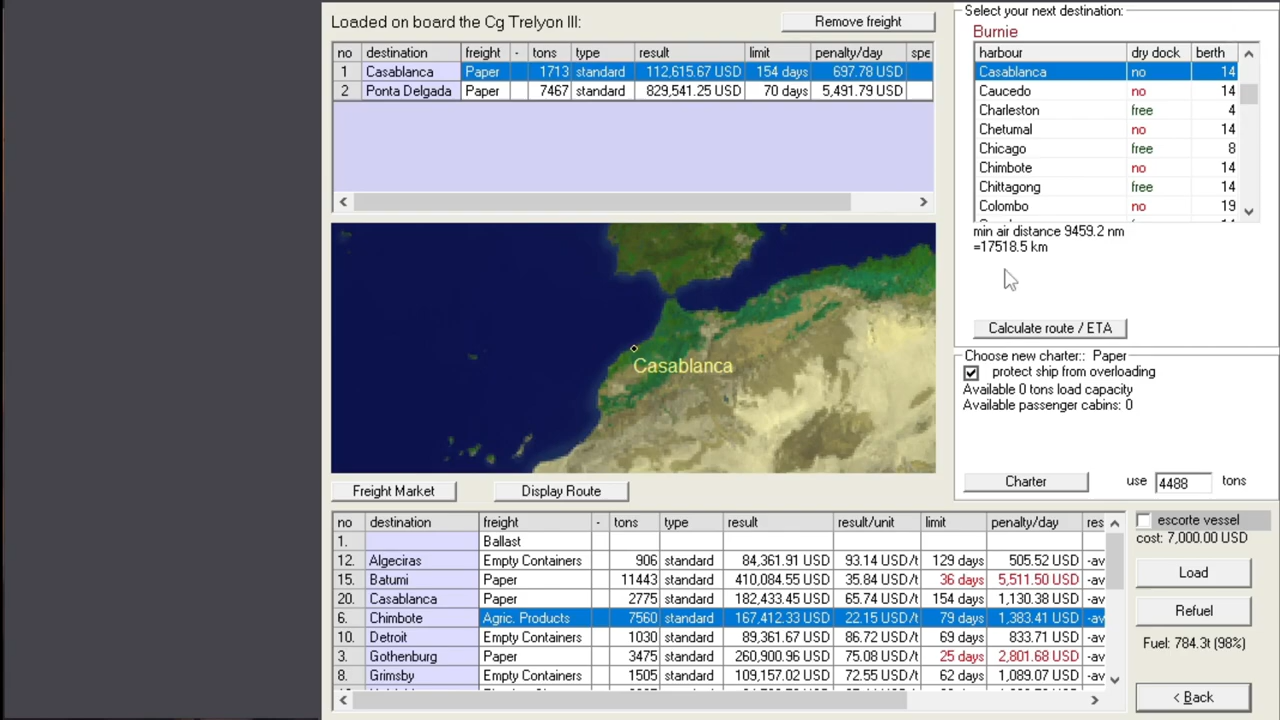 Loaded on board the Cg Trelyon III:
Remove freight
no destination freight - tons type result limit penalty/day spe
1 Casablanca Paper 1713 standard 112,615.67 USD 154 days 697.78 USD
2 Ponta Delgada Paper 7467 standard 829,541.25 USD 70 days 5,491.79 USD
Casablanca
Select your next destination:
Burnie
harbour dry dock berth
Casablanca no 14
Caucedo no 14
Charleston free 4
Chetumal no 14
Chicago free 8
Chimbote no 14
Chittagong free 14
Colombo no 19
min air distance 9459.2 nm
=17518.5 km
Calculate route / ETA
Choose new charter:: Paper
protect ship from overloading
Available 0 tons load capacity
Available passenger cabins: 0
Charter use 4488 tons
Freight Market Display Route
no destination freight - tons type result result/unit limit penalty/day res
1. Ballast
12. Algeciras Empty Containers 906 standard 84,361.91 USD 93.14 USD/t 129 days 505.52 USD -av
15. Batumi Paper 11443 standard 410,084.55 USD 35.84 USD/t 36 days 5,511.50 USD -av
20. Casablanca Paper 2775 standard 182,433.45 USD 65.74 USD/t 154 days 1,130.38 USD -av
6. Chimbote Agric. Products 7560 standard 167,412.33 USD 22.15 USD/t 79 days 1,383.41 USD -av
10. Detroit Empty Containers 1030 standard 89,361.67 USD 86.72 USD/t 69 days 833.71 USD -av
3. Gothenburg Paper 3475 standard 260,900.96 USD 75.08 USD/t 25 days 2,801.68 USD -av
8. Grimsby Empty Containers 1505 standard 109,157.02 USD 72.55 USD/t 62 days 1,089.07 USD -av
escorte vessel
cost: 7,000.00 USD
Load
Refuel
Fuel: 784.3t (98%)
< Back